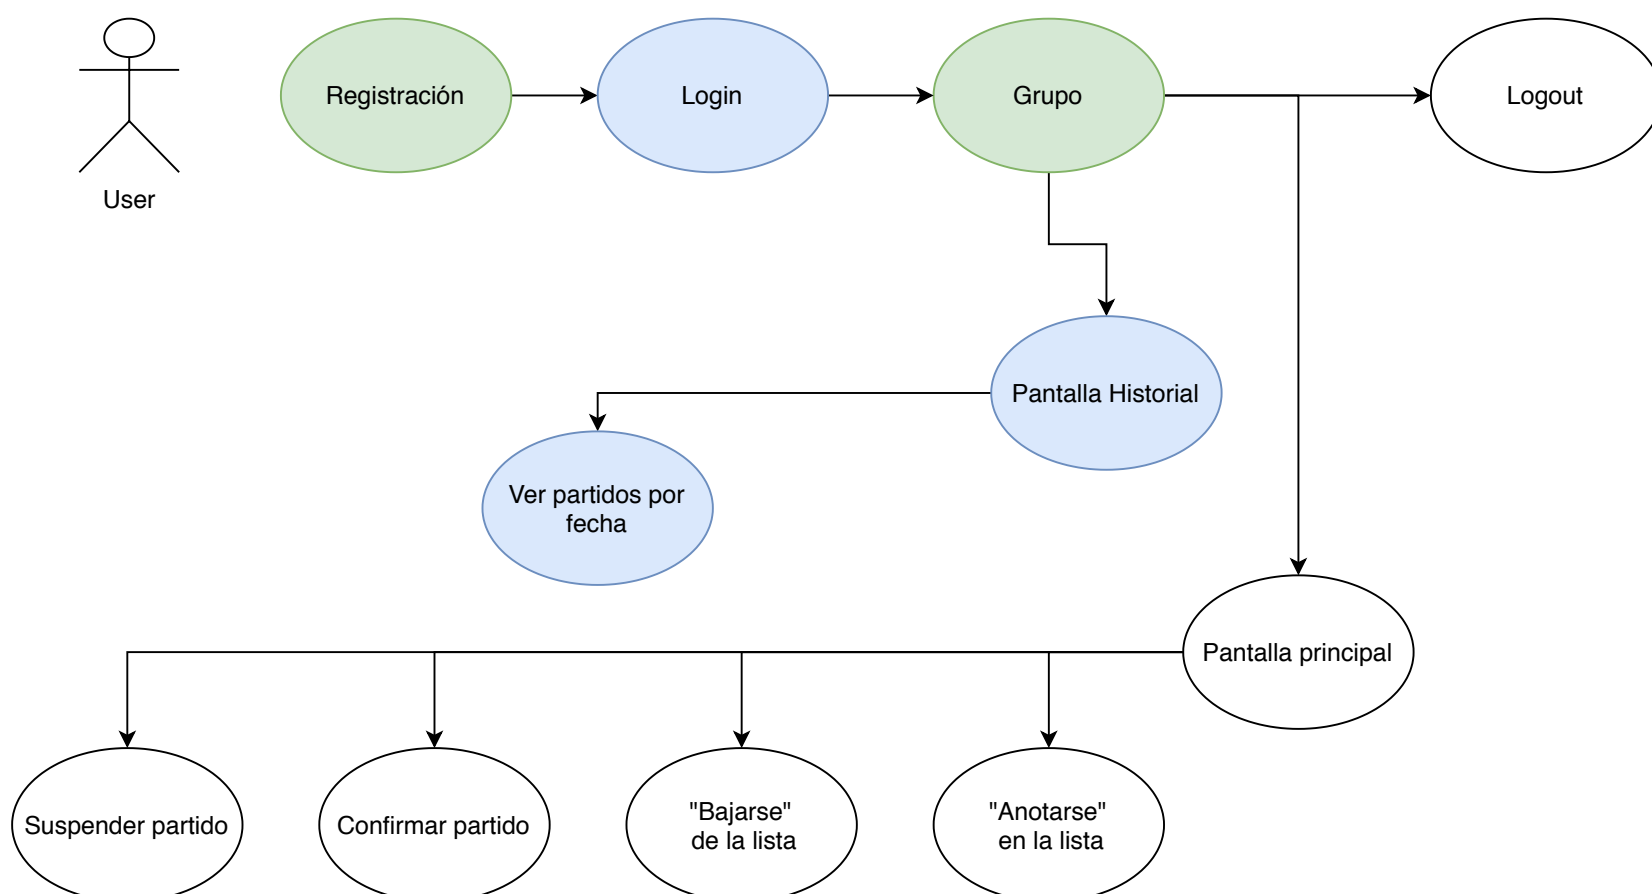 Registración
Login
Grupo
Logout
User
Pantalla Historial
Ver partidos por
fecha
Pantalla principal
Suspender partido
Confirmar partido
"Bajarse"
de la lista
"Anotarse"
en la lista